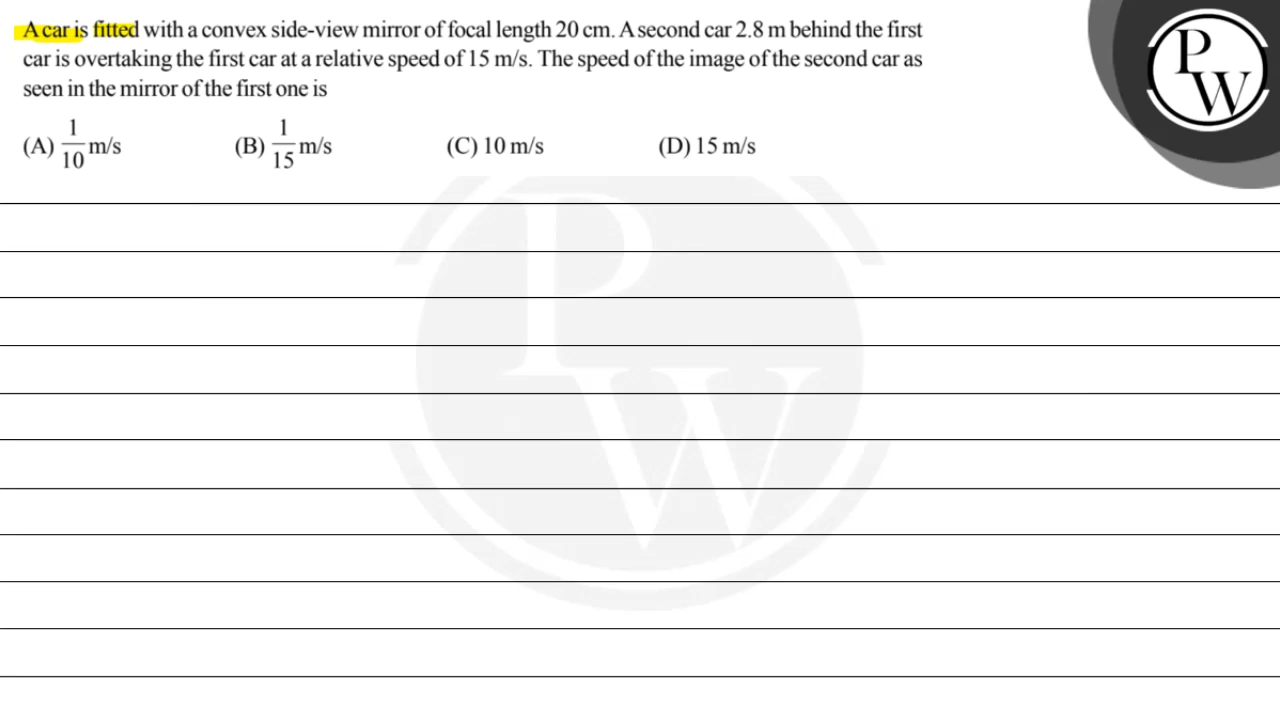 A car is fitted with a convex side-view mirror of focal length 20 cm. A second car 2.8 m behind the first
car is overtaking the first car at a relative speed of 15 m/s. The speed of the image of the second car as
seen in the mirror of the first one is
(A) 1/10 m/s (B) 1/15 m/s (C) 10 m/s (D) 15 m/s
P
W
P
W